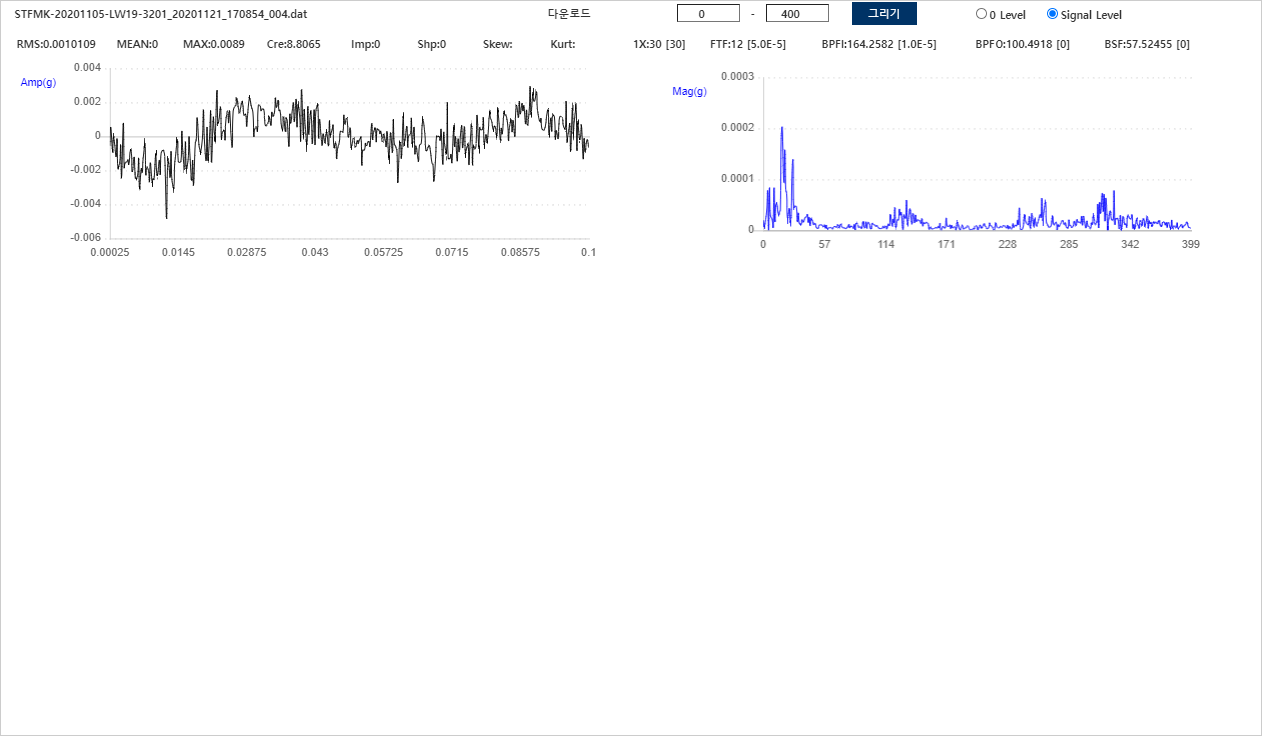 STFMK-20201105-LW19-3201_20201121_170854_004.dat 다운로드 0 - 400 그리기 0 Level Signal Level
RMS:0.0010109 MEAN:0 MAX:0.0089 Cre:8.8065 Imp:0 Shp:0 Skew: Kurt: 1X:30 [30] FTF:12 [5.0E-5] BPFI:164.2582 [1.0E-5] BPFO:100.4918 [0] BSF:57.52455 [0]
Amp(g)
0.004
0.002
0
-0.002
-0.004
-0.006
0.00025 0.0145 0.02875 0.043 0.05725 0.0715 0.08575 0.1
Mag(g)
0.0003
0.0002
0.0001
0
0 57 114 171 228 285 342 399